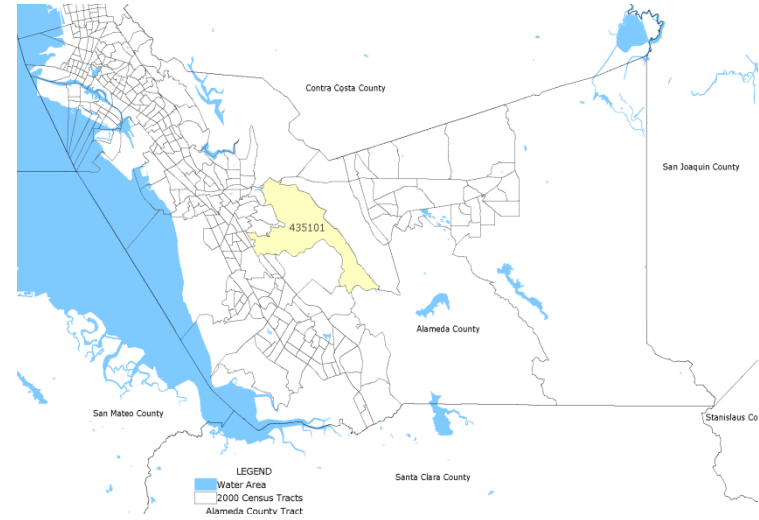 Contra Costa County
San Joaquin County
435101
Alameda County
San Mateo County
Stanislaus Co
Santa Clara County
LEGEND
Water Area
2000 Census Tracts
Alameda County Tract